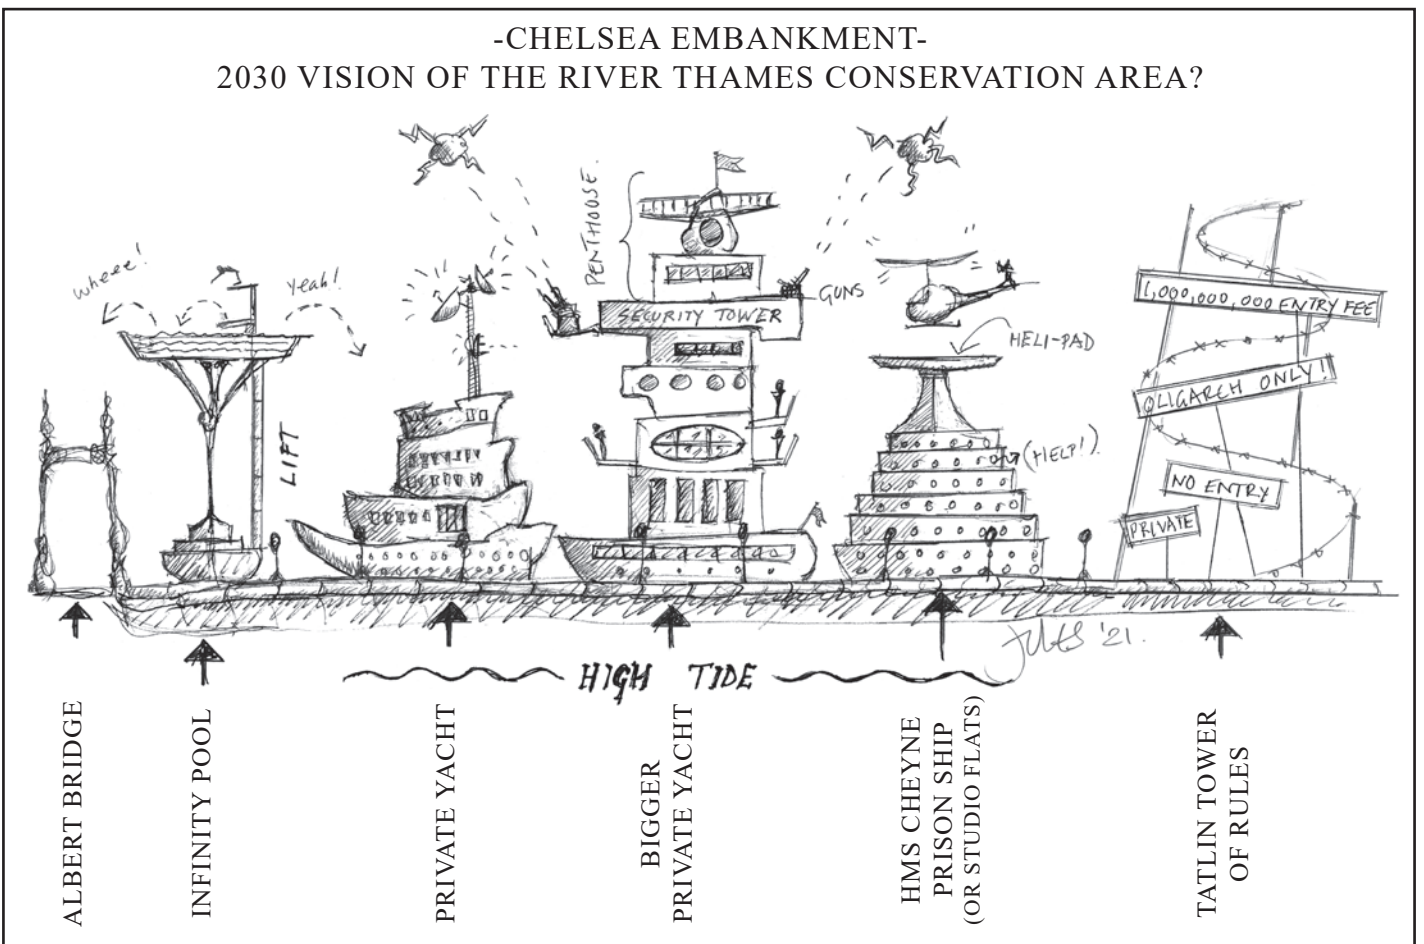 -CHELSEA EMBANKMENT-
2030 VISION OF THE RIVER THAMES CONSERVATION AREA?
wheee!
Yeah!
LIFT
PENTHOUSE.
SECURITY TOWER
GUNS
HELI-PAD
(HELP!)
1,000,000,000 ENTRY FEE
OLIGARCH ONLY!
NO ENTRY
PRIVATE
'21.
HIGH TIDE
ALBERT BRIDGE
INFINITY POOL
PRIVATE YACHT
BIGGER
PRIVATE YACHT
HMS CHEYNE
PRISON SHIP
(OR STUDIO FLATS)
TATLIN TOWER
OF RULES